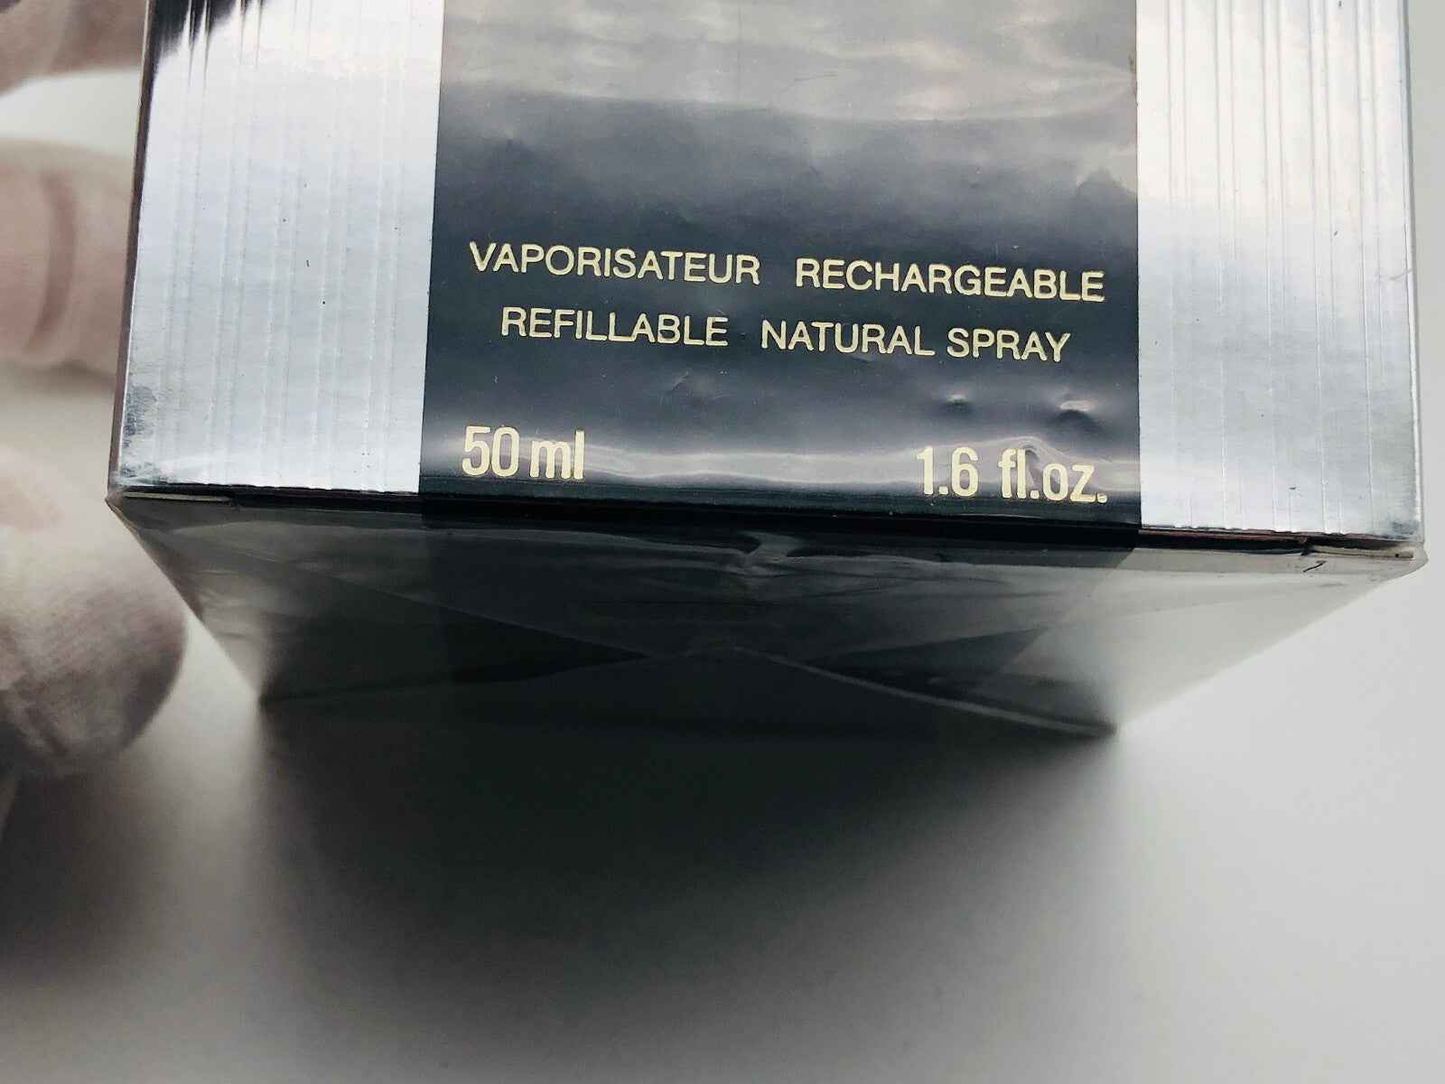 VAPORISATEUR RECHARGEABLE
REFILLABLE NATURAL SPRAY
50 ml 1.6 fl.oz.